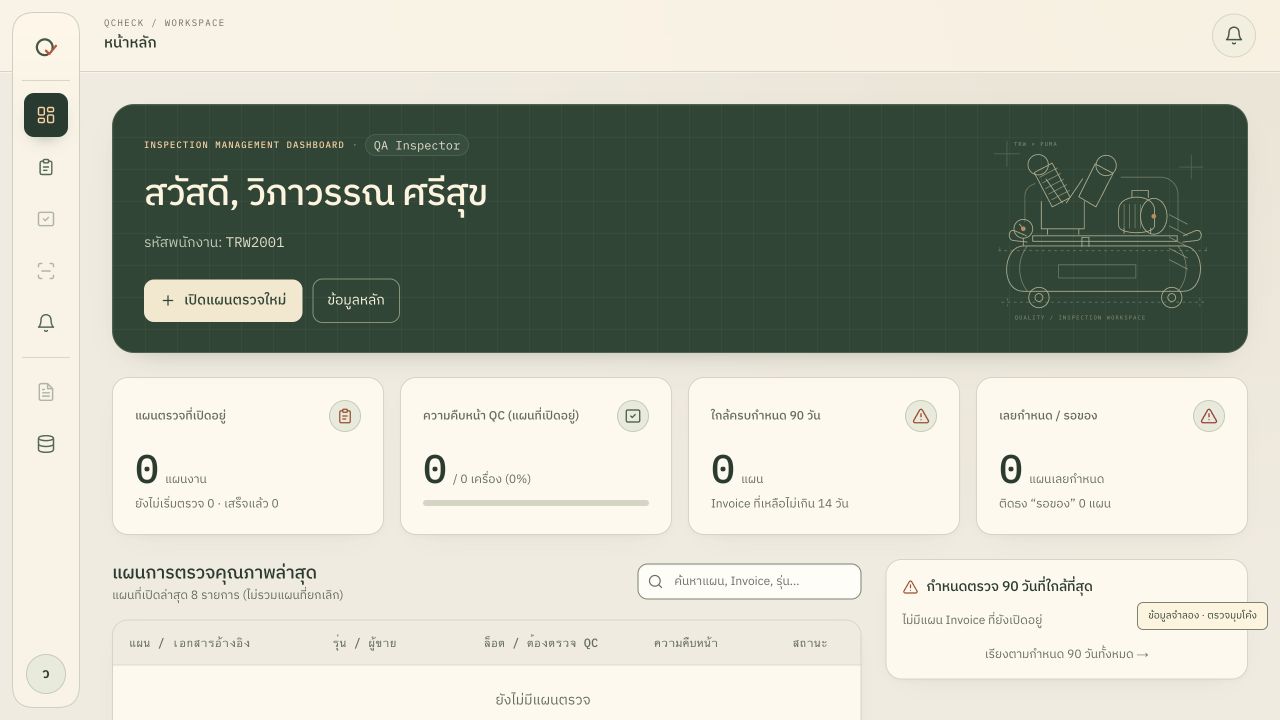 QCHECK / WORKSPACE
หน้าหลัก
INSPECTION MANAGEMENT DASHBOARD · QA Inspector
สวัสดี, วิภาวรรณ ศรีสุข
รหัสพนักงาน: TRW2001
เปิดแผนตรวจใหม่
ข้อมูลหลัก
TRW × PUMA
QUALITY / INSPECTION WORKSPACE
แผนตรวจที่เปิดอยู่
0 แผนงาน
ยังไม่เริ่มตรวจ 0 · เสร็จแล้ว 0
ความคืบหน้า QC (แผนที่เปิดอยู่)
0 / 0 เครื่อง (0%)
ใกล้ครบกำหนด 90 วัน
0 แผน
Invoice ที่เหลือไม่เกิน 14 วัน
เลยกำหนด / รอของ
0 แผนเลยกำหนด
ติดธง “รอของ” 0 แผน
แผนการตรวจคุณภาพล่าสุด
แผนที่เปิดล่าสุด 8 รายการ (ไม่รวมแผนที่ยกเลิก)
ค้นหาแผน, Invoice, รุ่น...
แผน / เอกสารอ้างอิง
รุ่น / ผู้ขาย
ล็อต / ต้องตรวจ QC
ความคืบหน้า
สถานะ
ยังไม่มีแผนตรวจ
กำหนดตรวจ 90 วันที่ใกล้ที่สุด
ไม่มีแผน Invoice ที่ยังเปิดอยู่
ข้อมูลจำลอง · ตรวจมุมโค้ง
เรียงตามกำหนด 90 วันทั้งหมด →
ว